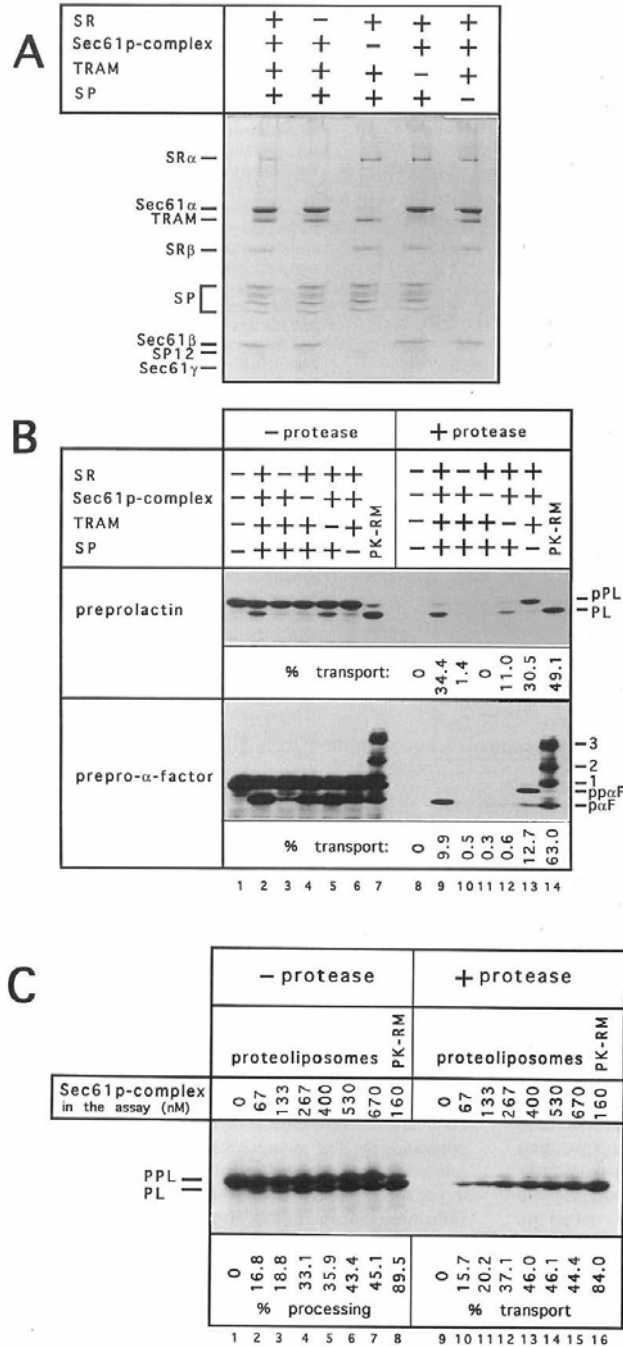 A
SR + − + + +
Sec61p-complex + + − + +
TRAM + + + − +
SP + + + + −
SRα
Sec61α
TRAM
SRβ
SP
Sec61β
SP12
Sec61γ
B
− protease + protease
SR − + − + + + − + − + + +
Sec61p-complex − + + − + + − + + − + +
TRAM − + + + − + − + + + − +
SP − + + + + − − + + + + −
PK-RM PK-RM
preprolactin
pPL
PL
% transport: 0 34.4 1.4 0 11.0 30.5 49.1
prepro-α-factor
3
2
1
ppαF
pαF
% transport: 0 9.9 0.5 0.3 0.6 12.7 63.0
1 2 3 4 5 6 7 8 9 10 11 12 13 14
C
− protease + protease
proteoliposomes PK-RM proteoliposomes PK-RM
Sec61p-complex
in the assay (nM)
0 67 133 267 400 530 670 160 0 67 133 267 400 530 670 160
PPL
PL
0 16.8 18.8 33.1 35.9 43.4 45.1 89.5 0 15.7 20.2 37.1 46.0 46.1 44.4 84.0
% processing % transport
1 2 3 4 5 6 7 8 9 10 11 12 13 14 15 16